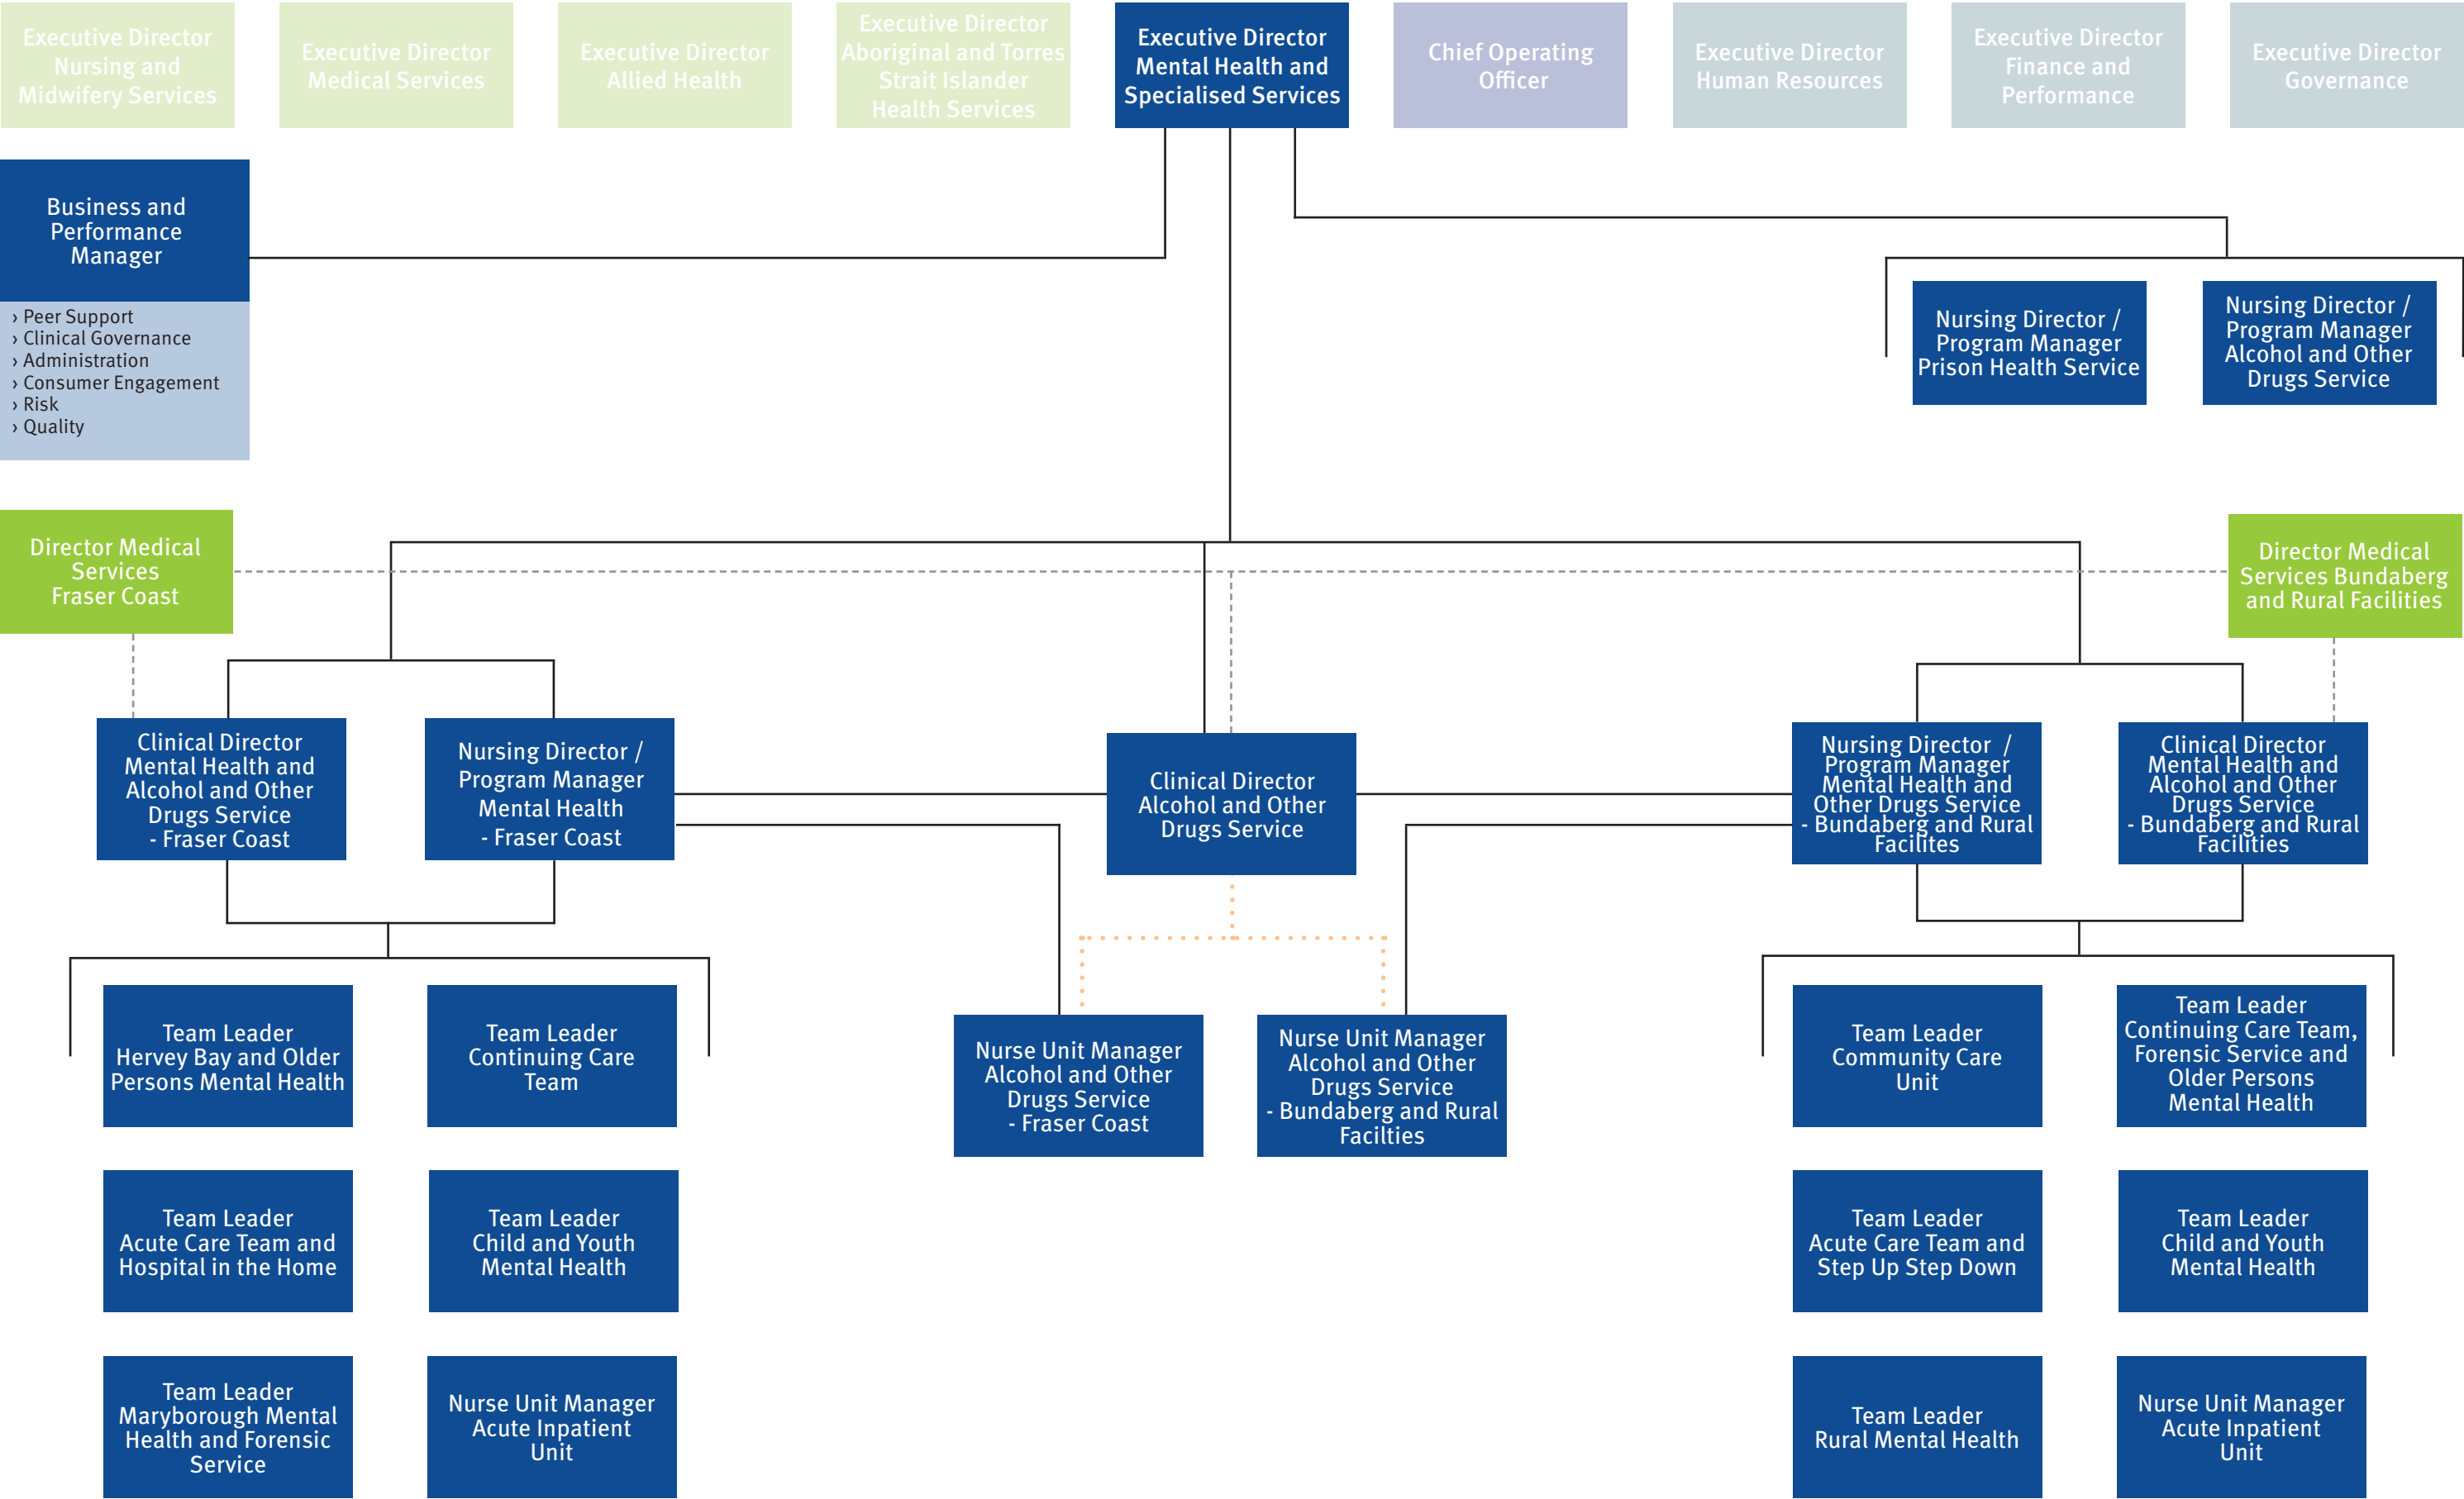 Executive Director
Nursing and
Midwifery Services
Executive Director
Medical Services
Executive Director
Allied Health
Executive Director
Aboriginal and Torres
Strait Islander
Health Services
Executive Director
Mental Health and
Specialised Services
Chief Operating
Officer
Executive Director
Human Resources
Executive Director
Finance and
Performance
Executive Director
Governance
Business and
Performance
Manager
› Peer Support
› Clinical Governance
› Administration
› Consumer Engagement
› Risk
› Quality
Nursing Director /
Program Manager
Prison Health Service
Nursing Director /
Program Manager
Alcohol and Other
Drugs Service
Director Medical
Services
Fraser Coast
Director Medical
Services Bundaberg
and Rural Facilities
Clinical Director
Mental Health and
Alcohol and Other
Drugs Service
- Fraser Coast
Nursing Director /
Program Manager
Mental Health
- Fraser Coast
Clinical Director
Alcohol and Other
Drugs Service
Nursing Director /
Program Manager
Mental Health and
Other Drugs Service
- Bundaberg and Rural
Facilites
Clinical Director
Mental Health and
Alcohol and Other
Drugs Service
- Bundaberg and Rural
Facilities
Team Leader
Hervey Bay and Older
Persons Mental Health
Team Leader
Continuing Care
Team
Nurse Unit Manager
Alcohol and Other
Drugs Service
- Fraser Coast
Nurse Unit Manager
Alcohol and Other
Drugs Service
- Bundaberg and Rural
Facilties
Team Leader
Community Care
Unit
Team Leader
Continuing Care Team,
Forensic Service and
Older Persons
Mental Health
Team Leader
Acute Care Team and
Hospital in the Home
Team Leader
Child and Youth
Mental Health
Team Leader
Acute Care Team and
Step Up Step Down
Team Leader
Child and Youth
Mental Health
Team Leader
Maryborough Mental
Health and Forensic
Service
Nurse Unit Manager
Acute Inpatient
Unit
Team Leader
Rural Mental Health
Nurse Unit Manager
Acute Inpatient
Unit